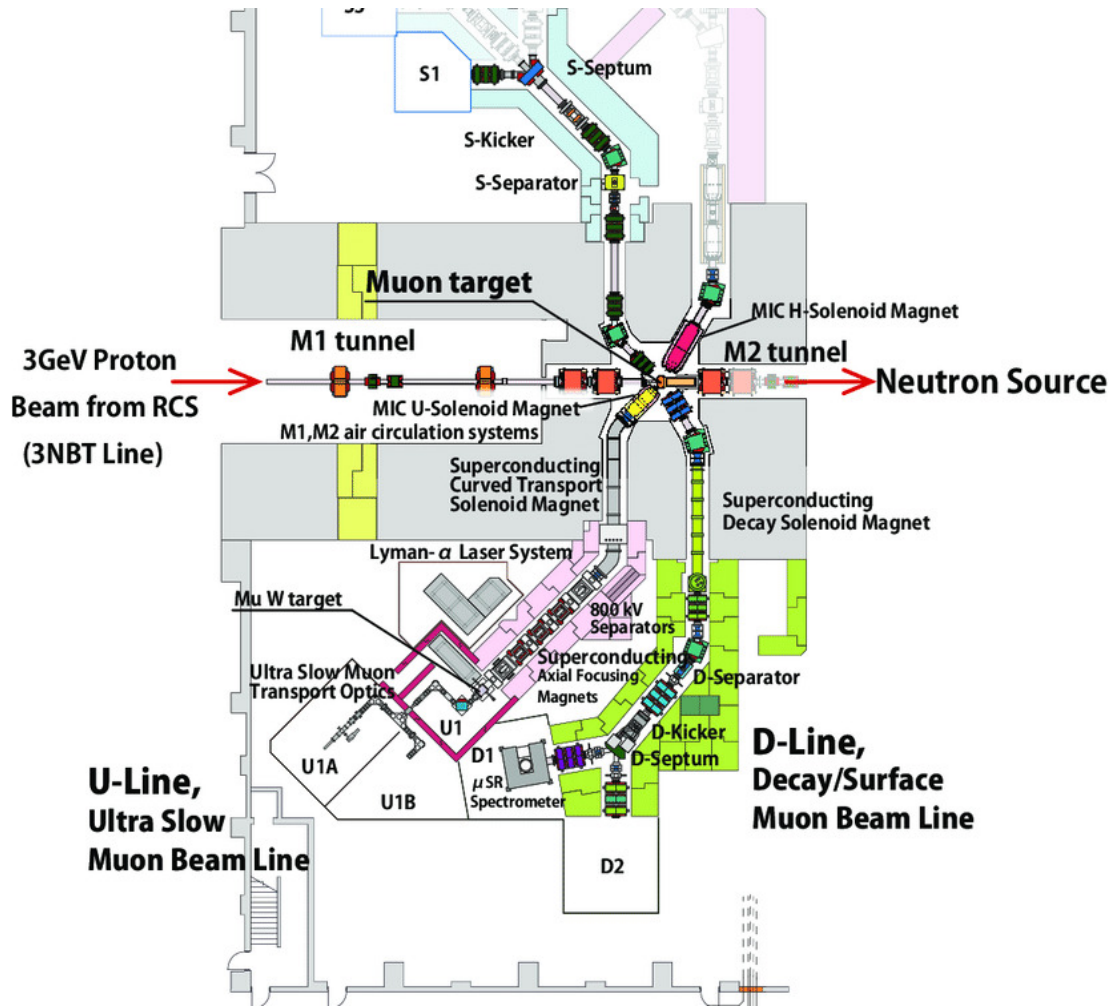 S1
S-Septum
S-Kicker
S-Separator
Muon target
MIC H-Solenoid Magnet
M1 tunnel
M2 tunnel
3GeV Proton
Beam from RCS
(3NBT Line)
Neutron Source
MIC U-Solenoid Magnet
M1,M2 air circulation systems
Superconducting
Curved Transport
Solenoid Magnet
Superconducting
Decay Solenoid Magnet
Lyman- α Laser System
Mu W target
800 kV
Separators
Ultra Slow Muon
Transport Optics
Superconducting
Axial Focusing
Magnets
D-Separator
U1
D-Kicker
D-Septum
D1
μSR
Spectrometer
U1A
U1B
U-Line,
Ultra Slow
Muon Beam Line
D-Line,
Decay/Surface
Muon Beam Line
D2